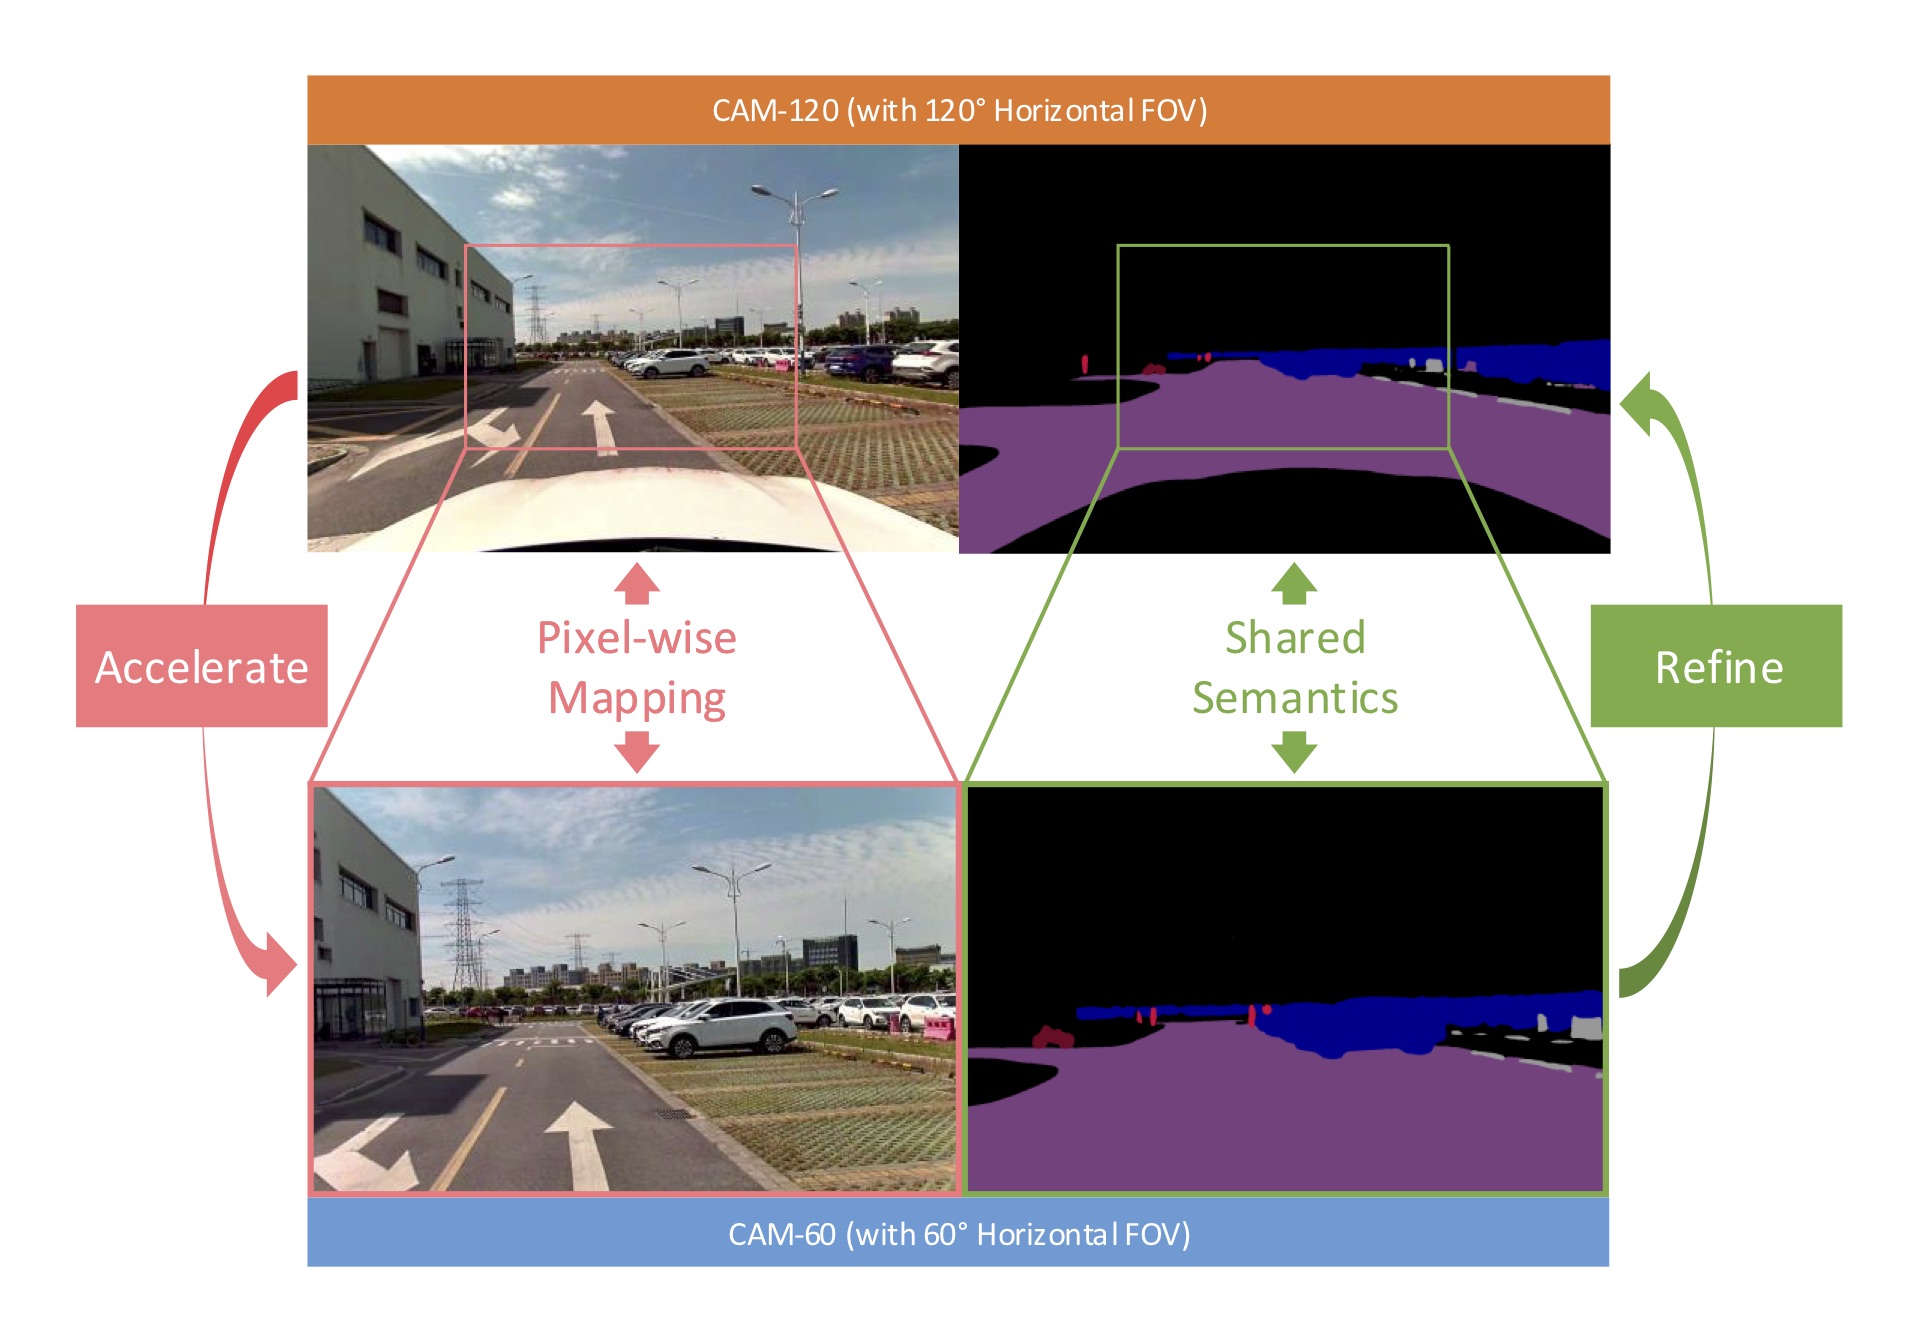 CAM-120 (with 120° Horizontal FOV)
Accelerate
Pixel-wise
Mapping
Shared
Semantics
Refine
CAM-60 (with 60° Horizontal FOV)